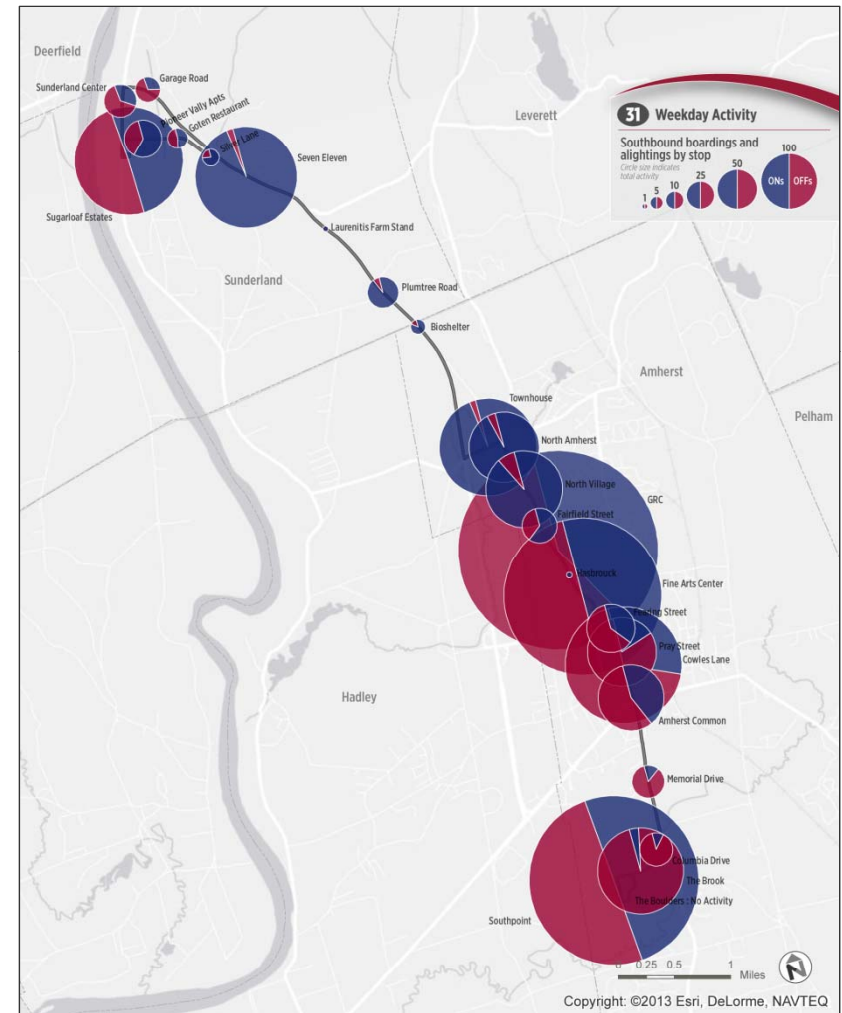 Deerfield
Garage Road
Sunderland Center
Pioneer Vally Apts
Goten Restaurant
Silver Lane
Seven Eleven
Sugarloaf Estates
Laurenitis Farm Stand
Sunderland
Plumtree Road
Bioshelter
Leverett
31 Weekday Activity
Southbound boardings and
alightings by stop
Circle size indicates
total activity
1
5
10
25
50
100
ONs OFFs
Amherst
Pelham
Townhouse
North Amherst
North Village
GRC
Fairfield Street
Hasbrouck
Fine Arts Center
Fearing Street
Pray Street
Cowles Lane
Hadley
Amherst Common
Memorial Drive
Columbia Drive
The Brook
The Boulders : No Activity
Southpoint
0 0.25 0.5 1
Miles
N
Copyright: ©2013 Esri, DeLorme, NAVTEQ